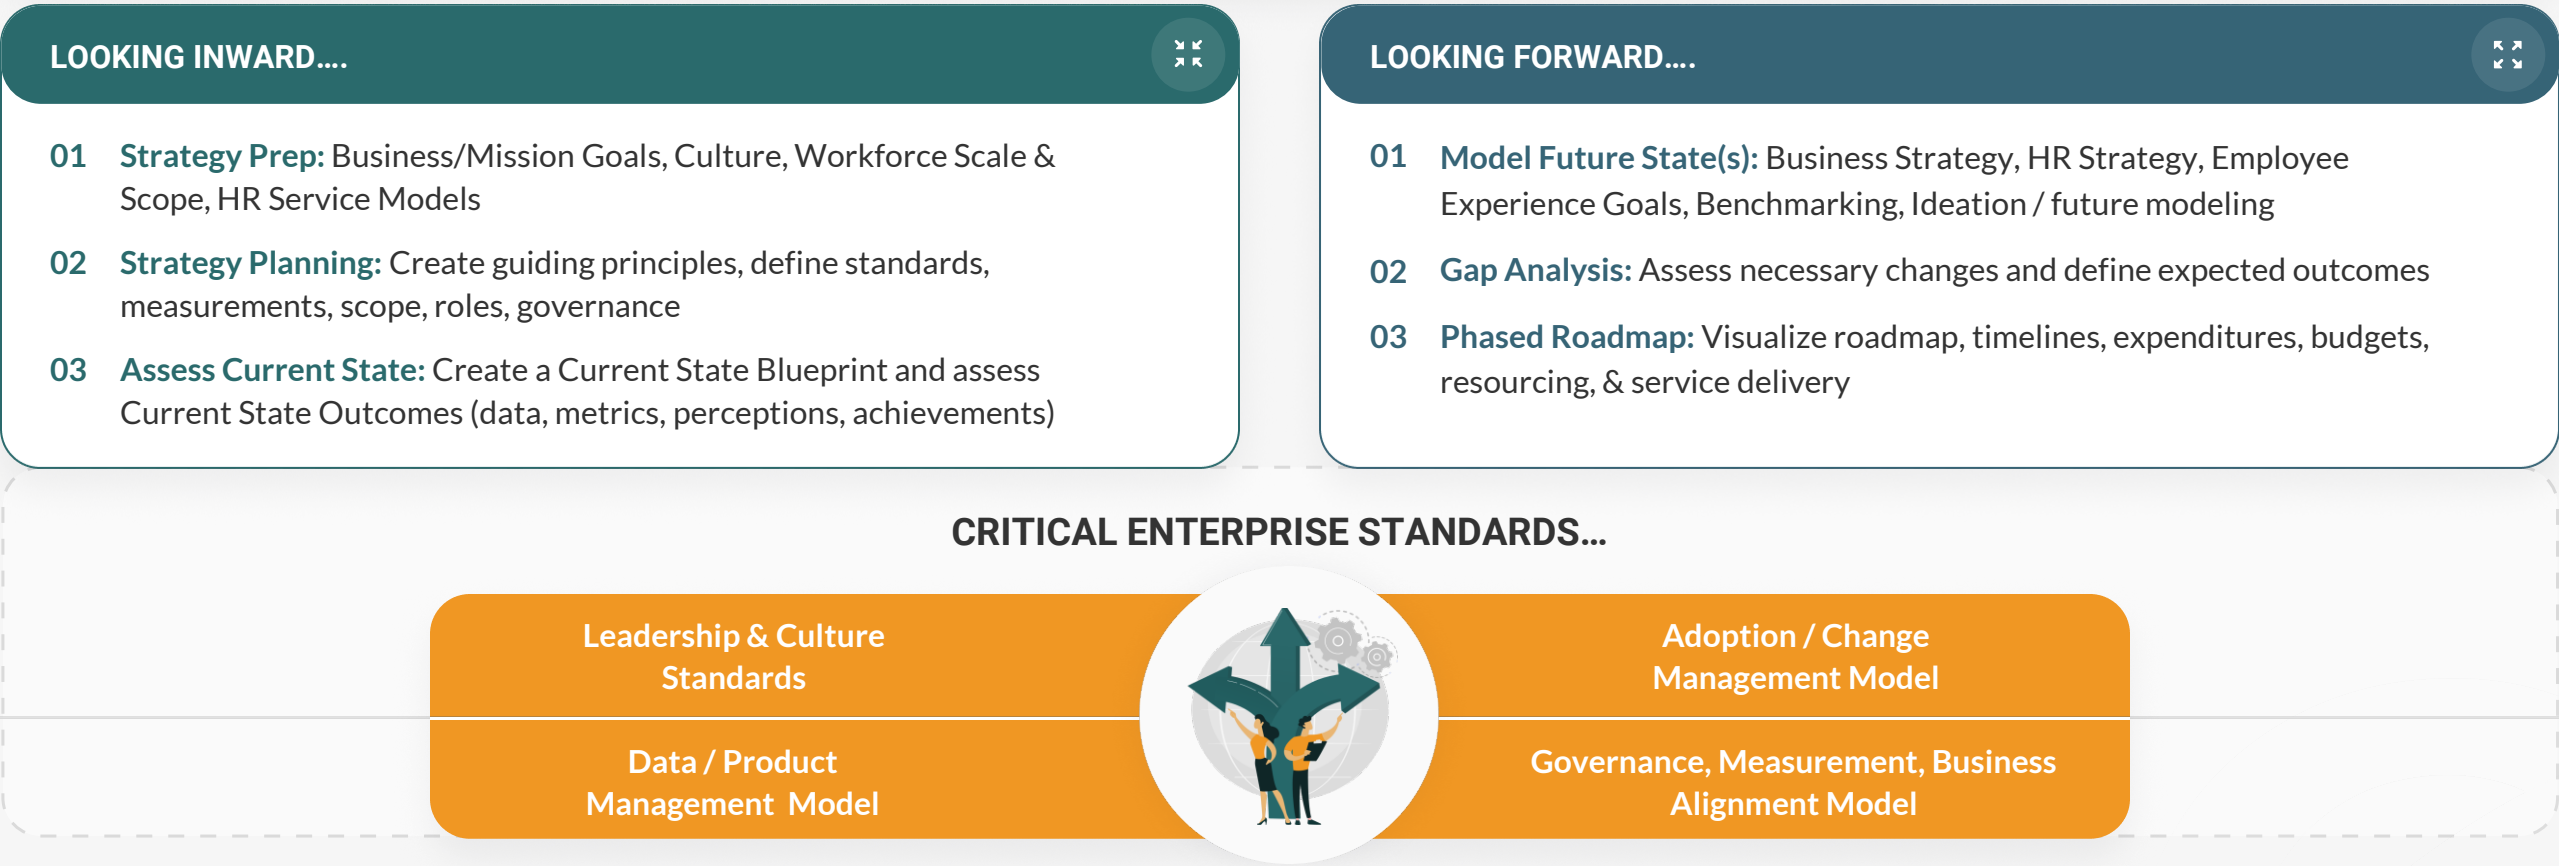 LOOKING INWARD....
01 Strategy Prep: Business/Mission Goals, Culture, Workforce Scale &
Scope, HR Service Models
02 Strategy Planning: Create guiding principles, define standards,
measurements, scope, roles, governance
03 Assess Current State: Create a Current State Blueprint and assess
Current State Outcomes (data, metrics, perceptions, achievements)
LOOKING FORWARD....
01 Model Future State(s): Business Strategy, HR Strategy, Employee
Experience Goals, Benchmarking, Ideation / future modeling
02 Gap Analysis: Assess necessary changes and define expected outcomes
03 Phased Roadmap: Visualize roadmap, timelines, expenditures, budgets,
resourcing, & service delivery
CRITICAL ENTERPRISE STANDARDS...
Leadership & Culture
Standards
Adoption / Change
Management Model
Data / Product
Management Model
Governance, Measurement, Business
Alignment Model